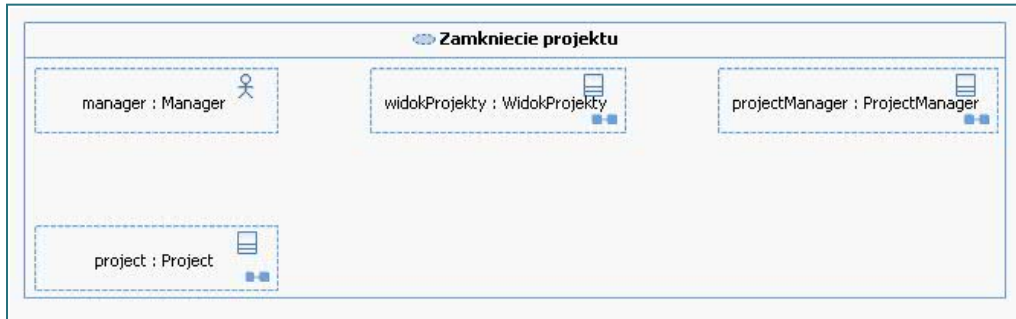 Zamkniecie projektu
manager : Manager
widokProjekty : WidokProjekty
projectManager : ProjectManager
project : Project